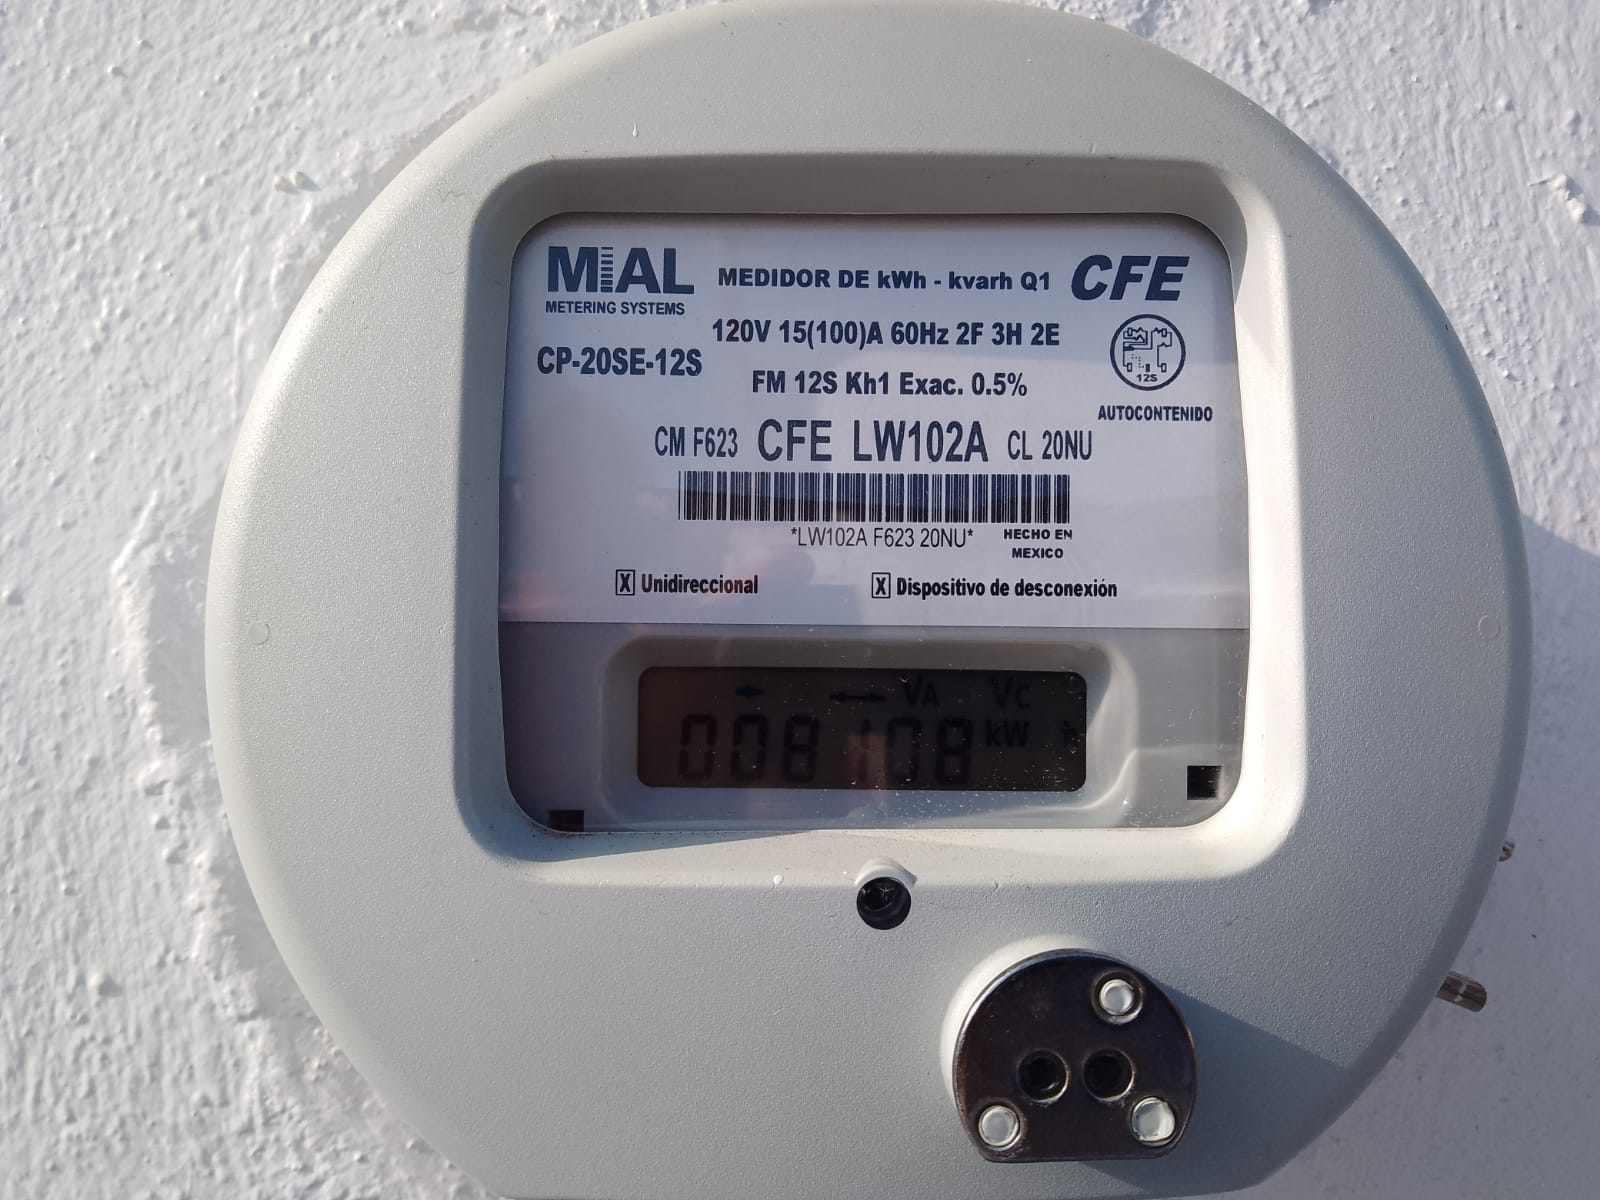 MIAL
METERING SYSTEMS
MEDIDOR DE kWh - kvarh Q1
CFE
120V 15(100)A 60Hz 2F 3H 2E
CP-20SE-12S
FM 12S Kh1 Exac. 0.5%
12S
AUTOCONTENIDO
CM F623 CFE LW102A CL 20NU
*LW102A F623 20NU*
HECHO EN
MEXICO
X Unidireccional
X Dispositivo de desconexión
VA VC
008108 kW h